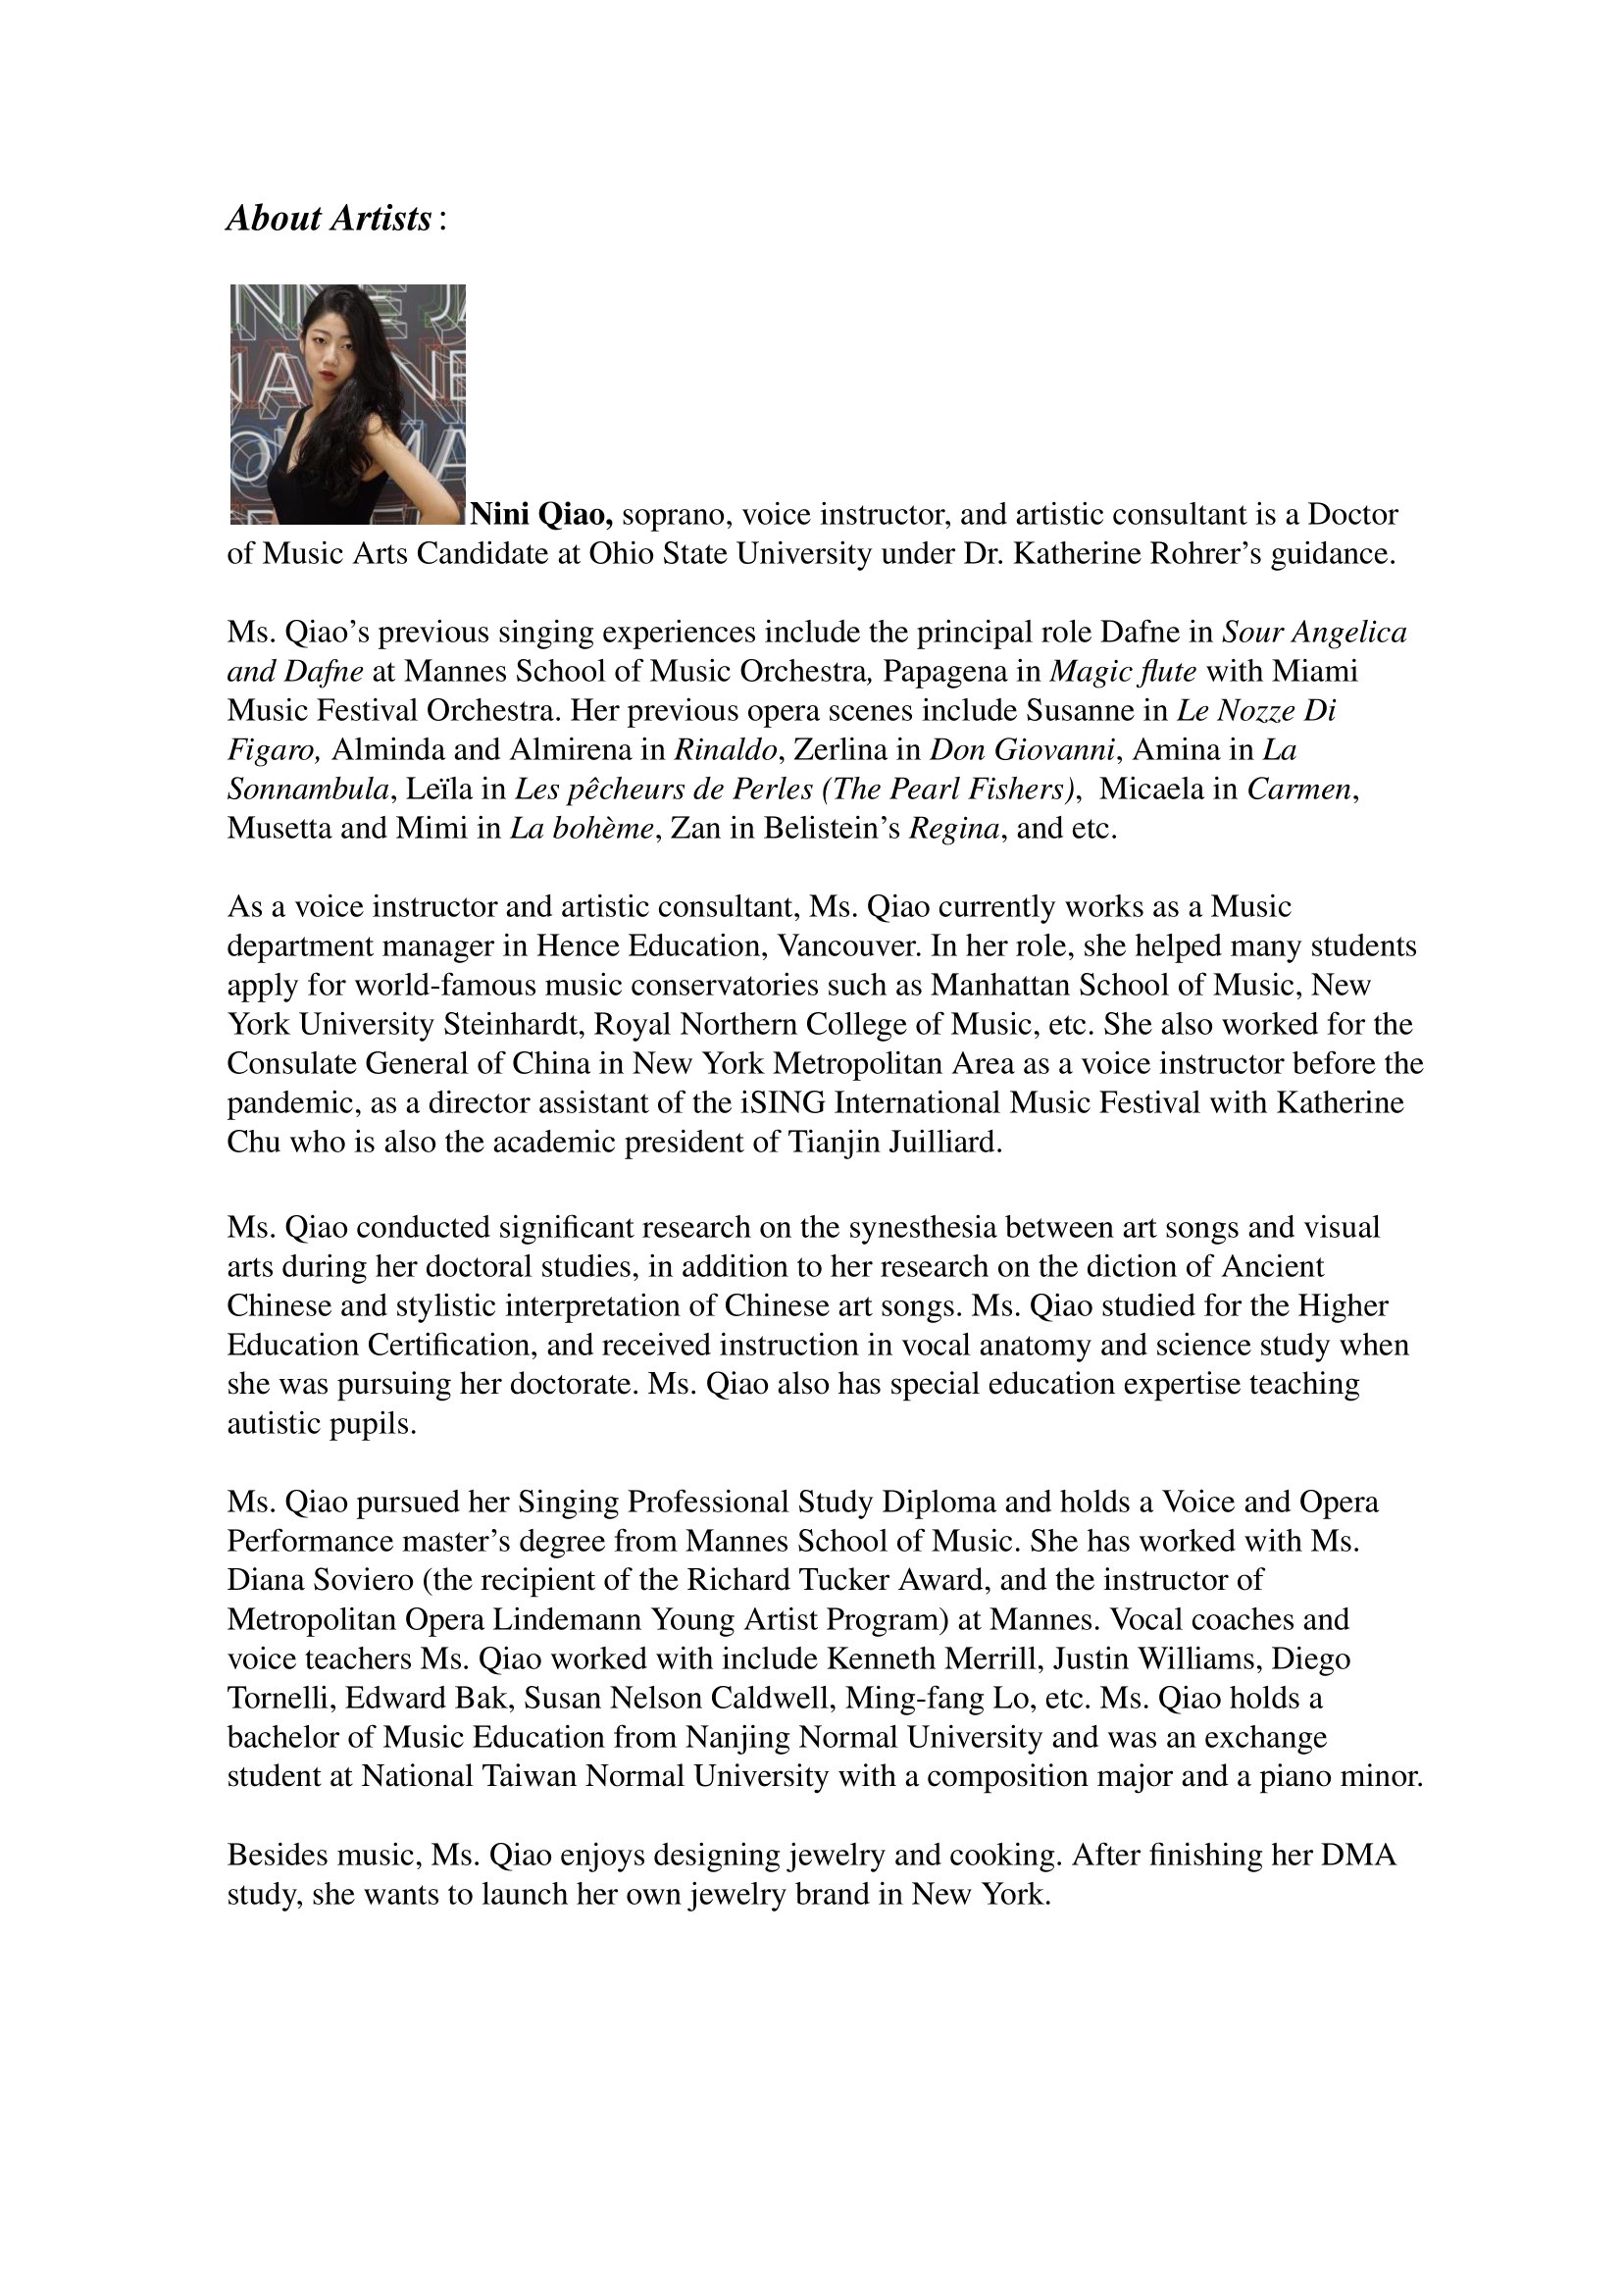 About Artists:
NNE JA
MA NE
OMA
Nini Qiao, soprano, voice instructor, and artistic consultant is a Doctor
of Music Arts Candidate at Ohio State University under Dr. Katherine Rohrer’s guidance.
Ms. Qiao’s previous singing experiences include the principal role Dafne in Sour Angelica
and Dafne at Mannes School of Music Orchestra, Papagena in Magic flute with Miami
Music Festival Orchestra. Her previous opera scenes include Susanne in Le Nozze Di
Figaro, Alminda and Almirena in Rinaldo, Zerlina in Don Giovanni, Amina in La
Sonnambula, Leïla in Les pêcheurs de Perles (The Pearl Fishers),  Micaela in Carmen,
Musetta and Mimi in La bohème, Zan in Belistein’s Regina, and etc.
As a voice instructor and artistic consultant, Ms. Qiao currently works as a Music
department manager in Hence Education, Vancouver. In her role, she helped many students
apply for world-famous music conservatories such as Manhattan School of Music, New
York University Steinhardt, Royal Northern College of Music, etc. She also worked for the
Consulate General of China in New York Metropolitan Area as a voice instructor before the
pandemic, as a director assistant of the iSING International Music Festival with Katherine
Chu who is also the academic president of Tianjin Juilliard.
Ms. Qiao conducted significant research on the synesthesia between art songs and visual
arts during her doctoral studies, in addition to her research on the diction of Ancient
Chinese and stylistic interpretation of Chinese art songs. Ms. Qiao studied for the Higher
Education Certification, and received instruction in vocal anatomy and science study when
she was pursuing her doctorate. Ms. Qiao also has special education expertise teaching
autistic pupils.
Ms. Qiao pursued her Singing Professional Study Diploma and holds a Voice and Opera
Performance master’s degree from Mannes School of Music. She has worked with Ms.
Diana Soviero (the recipient of the Richard Tucker Award, and the instructor of
Metropolitan Opera Lindemann Young Artist Program) at Mannes. Vocal coaches and
voice teachers Ms. Qiao worked with include Kenneth Merrill, Justin Williams, Diego
Tornelli, Edward Bak, Susan Nelson Caldwell, Ming-fang Lo, etc. Ms. Qiao holds a
bachelor of Music Education from Nanjing Normal University and was an exchange
student at National Taiwan Normal University with a composition major and a piano minor.
Besides music, Ms. Qiao enjoys designing jewelry and cooking. After finishing her DMA
study, she wants to launch her own jewelry brand in New York.